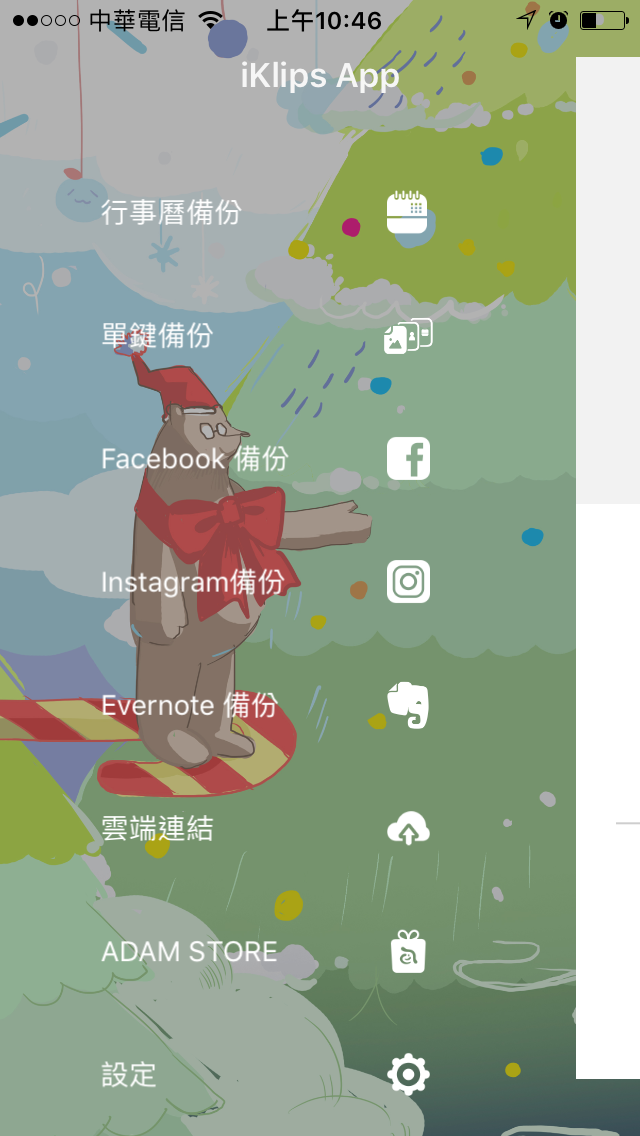 中華電信 上午10:46
iKlips App
行事曆備份
單鍵備份
Facebook 備份
Instagram備份
Evernote 備份
雲端連結
ADAM STORE
設定